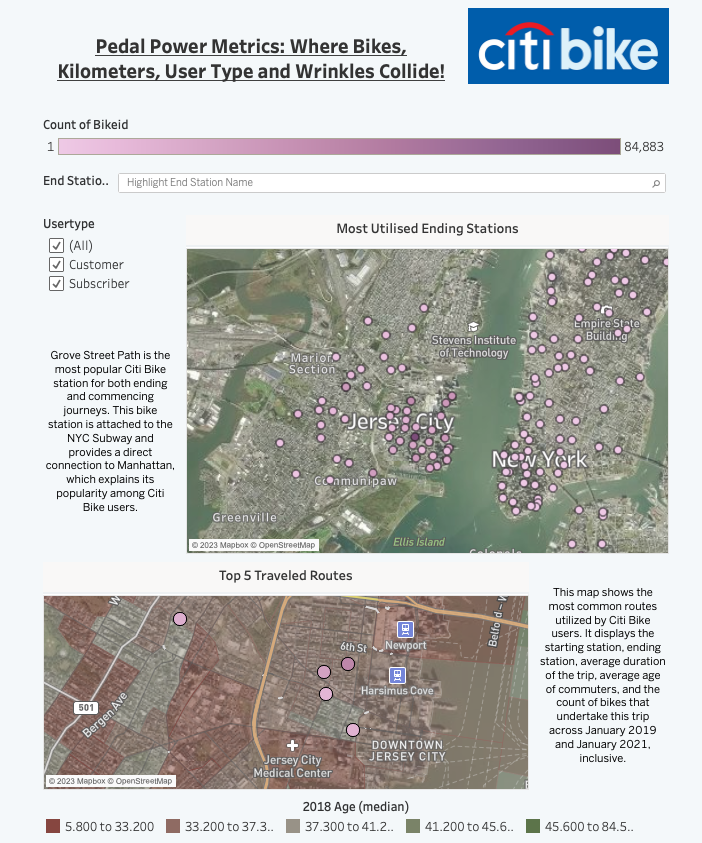 Pedal Power Metrics: Where Bikes,
Kilometers, User Type and Wrinkles Collide!
citi bike
Count of Bikeid
1
84,883
End Statio..
Highlight End Station Name
Usertype
(All)
Customer
Subscriber
Grove Street Path is the
most popular Citi Bike
station for both ending
and commencing
journeys. This bike
station is attached to the
NYC Subway and
provides a direct
connection to Manhattan,
which explains its
popularity among Citi
Bike users.
Most Utilised Ending Stations
Empire State
Building
Stevens Institute
of Technology
Marion
Section
Jersey City
New York
Communipaw
Greenville
Ellis Island
© 2023 Mapbox © OpenStreetMap
Top 5 Traveled Routes
W
Belfo d – W
Newport
6th St
Harsimus Cove
501
Bergen Ave
Jersey City
Medical Center
DOWNTOWN
JERSEY CITY
© 2023 Mapbox © OpenStreetMap
This map shows the
most common routes
utilized by Citi Bike
users. It displays the
starting station, ending
station, average duration
of the trip, average age
of commuters, and the
count of bikes that
undertake this trip
across January 2019
and January 2021,
inclusive.
2018 Age (median)
5.800 to 33.200
33.200 to 37.3..
37.300 to 41.2..
41.200 to 45.6..
45.600 to 84.5..